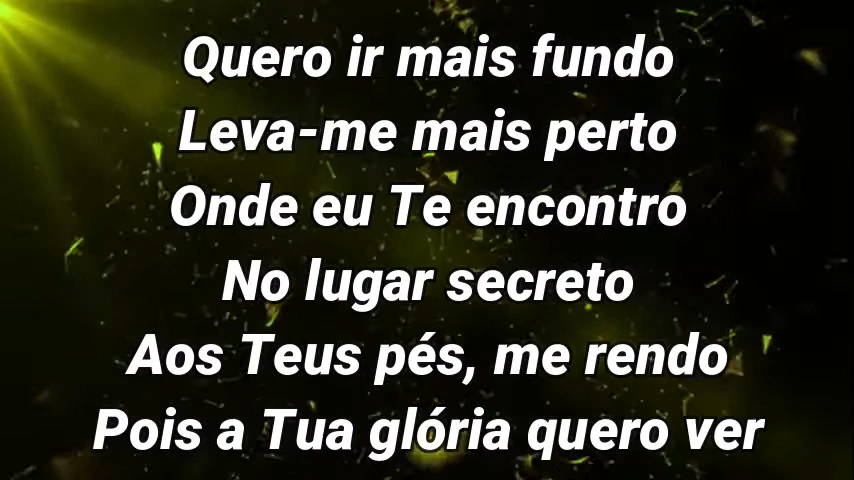 Quero ir mais fundo
Leva-me mais perto
Onde eu Te encontro
No lugar secreto
Aos Teus pés, me rendo
Pois a Tua glória quero ver